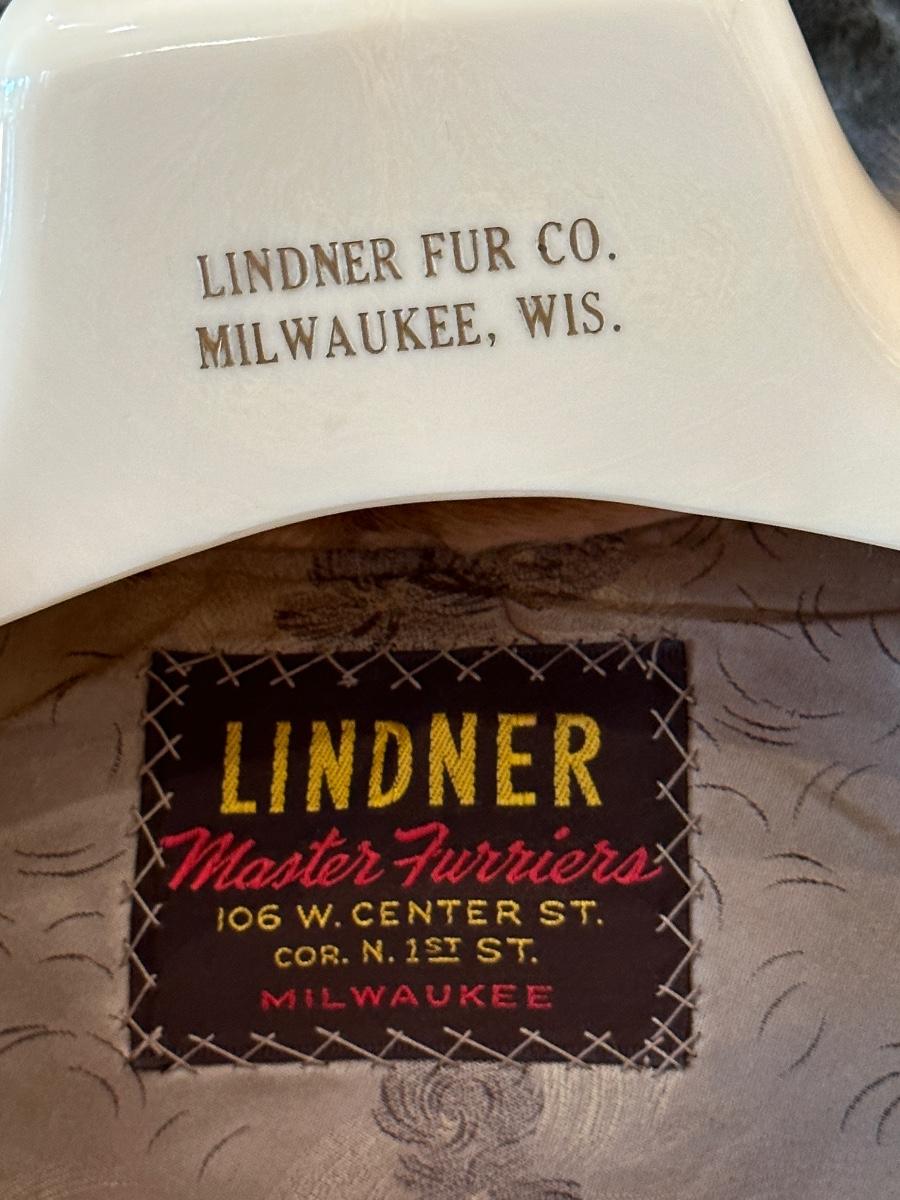 LINDNER FUR CO.
MILWAUKEE, WIS.
LINDNER
Master Furriers
106 W. CENTER ST.
COR. N. 1ST ST.
MILWAUKEE